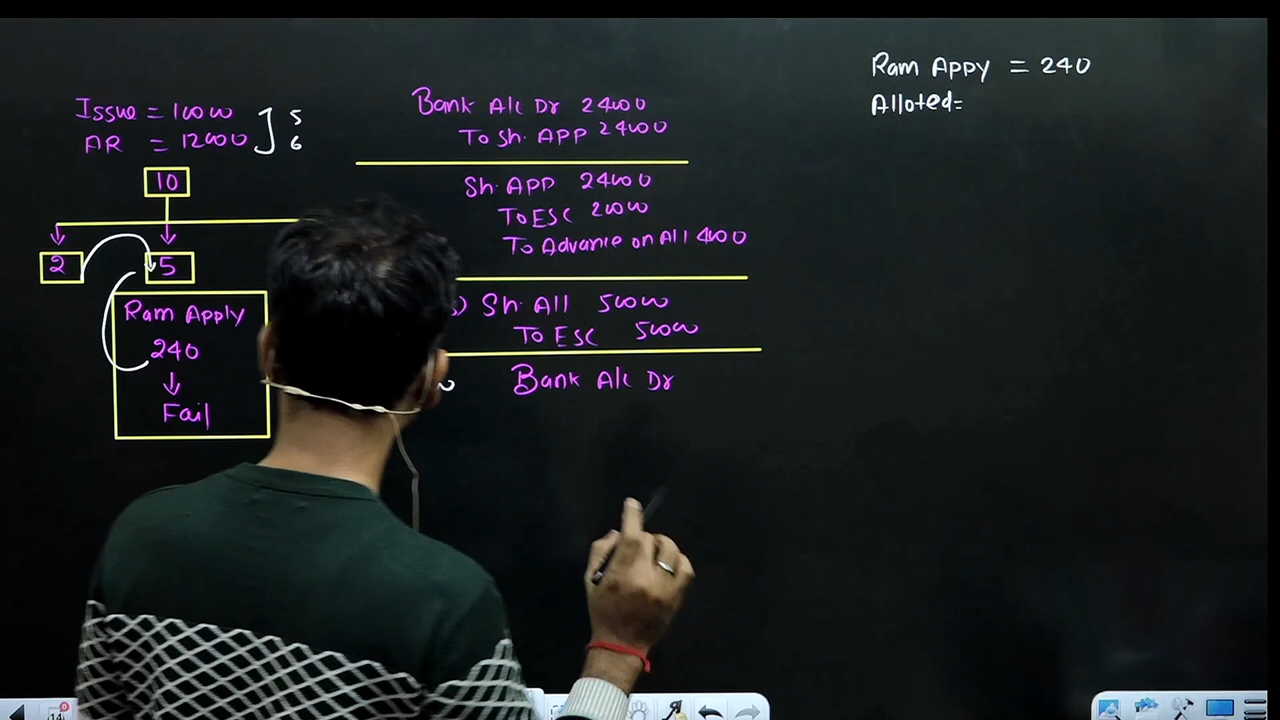 Ram Appy = 240
Alloted=
Issue = 10000
AR = 12000
5
6
10
2
5
Ram Apply
240
Fail
Bank A/c Dr 24000
To Sh. APP 24000
Sh. APP 24000
To ESC 20000
To Advance on All 4000
) Sh. All 50000
To ESC 50000
Bank A/c Dr